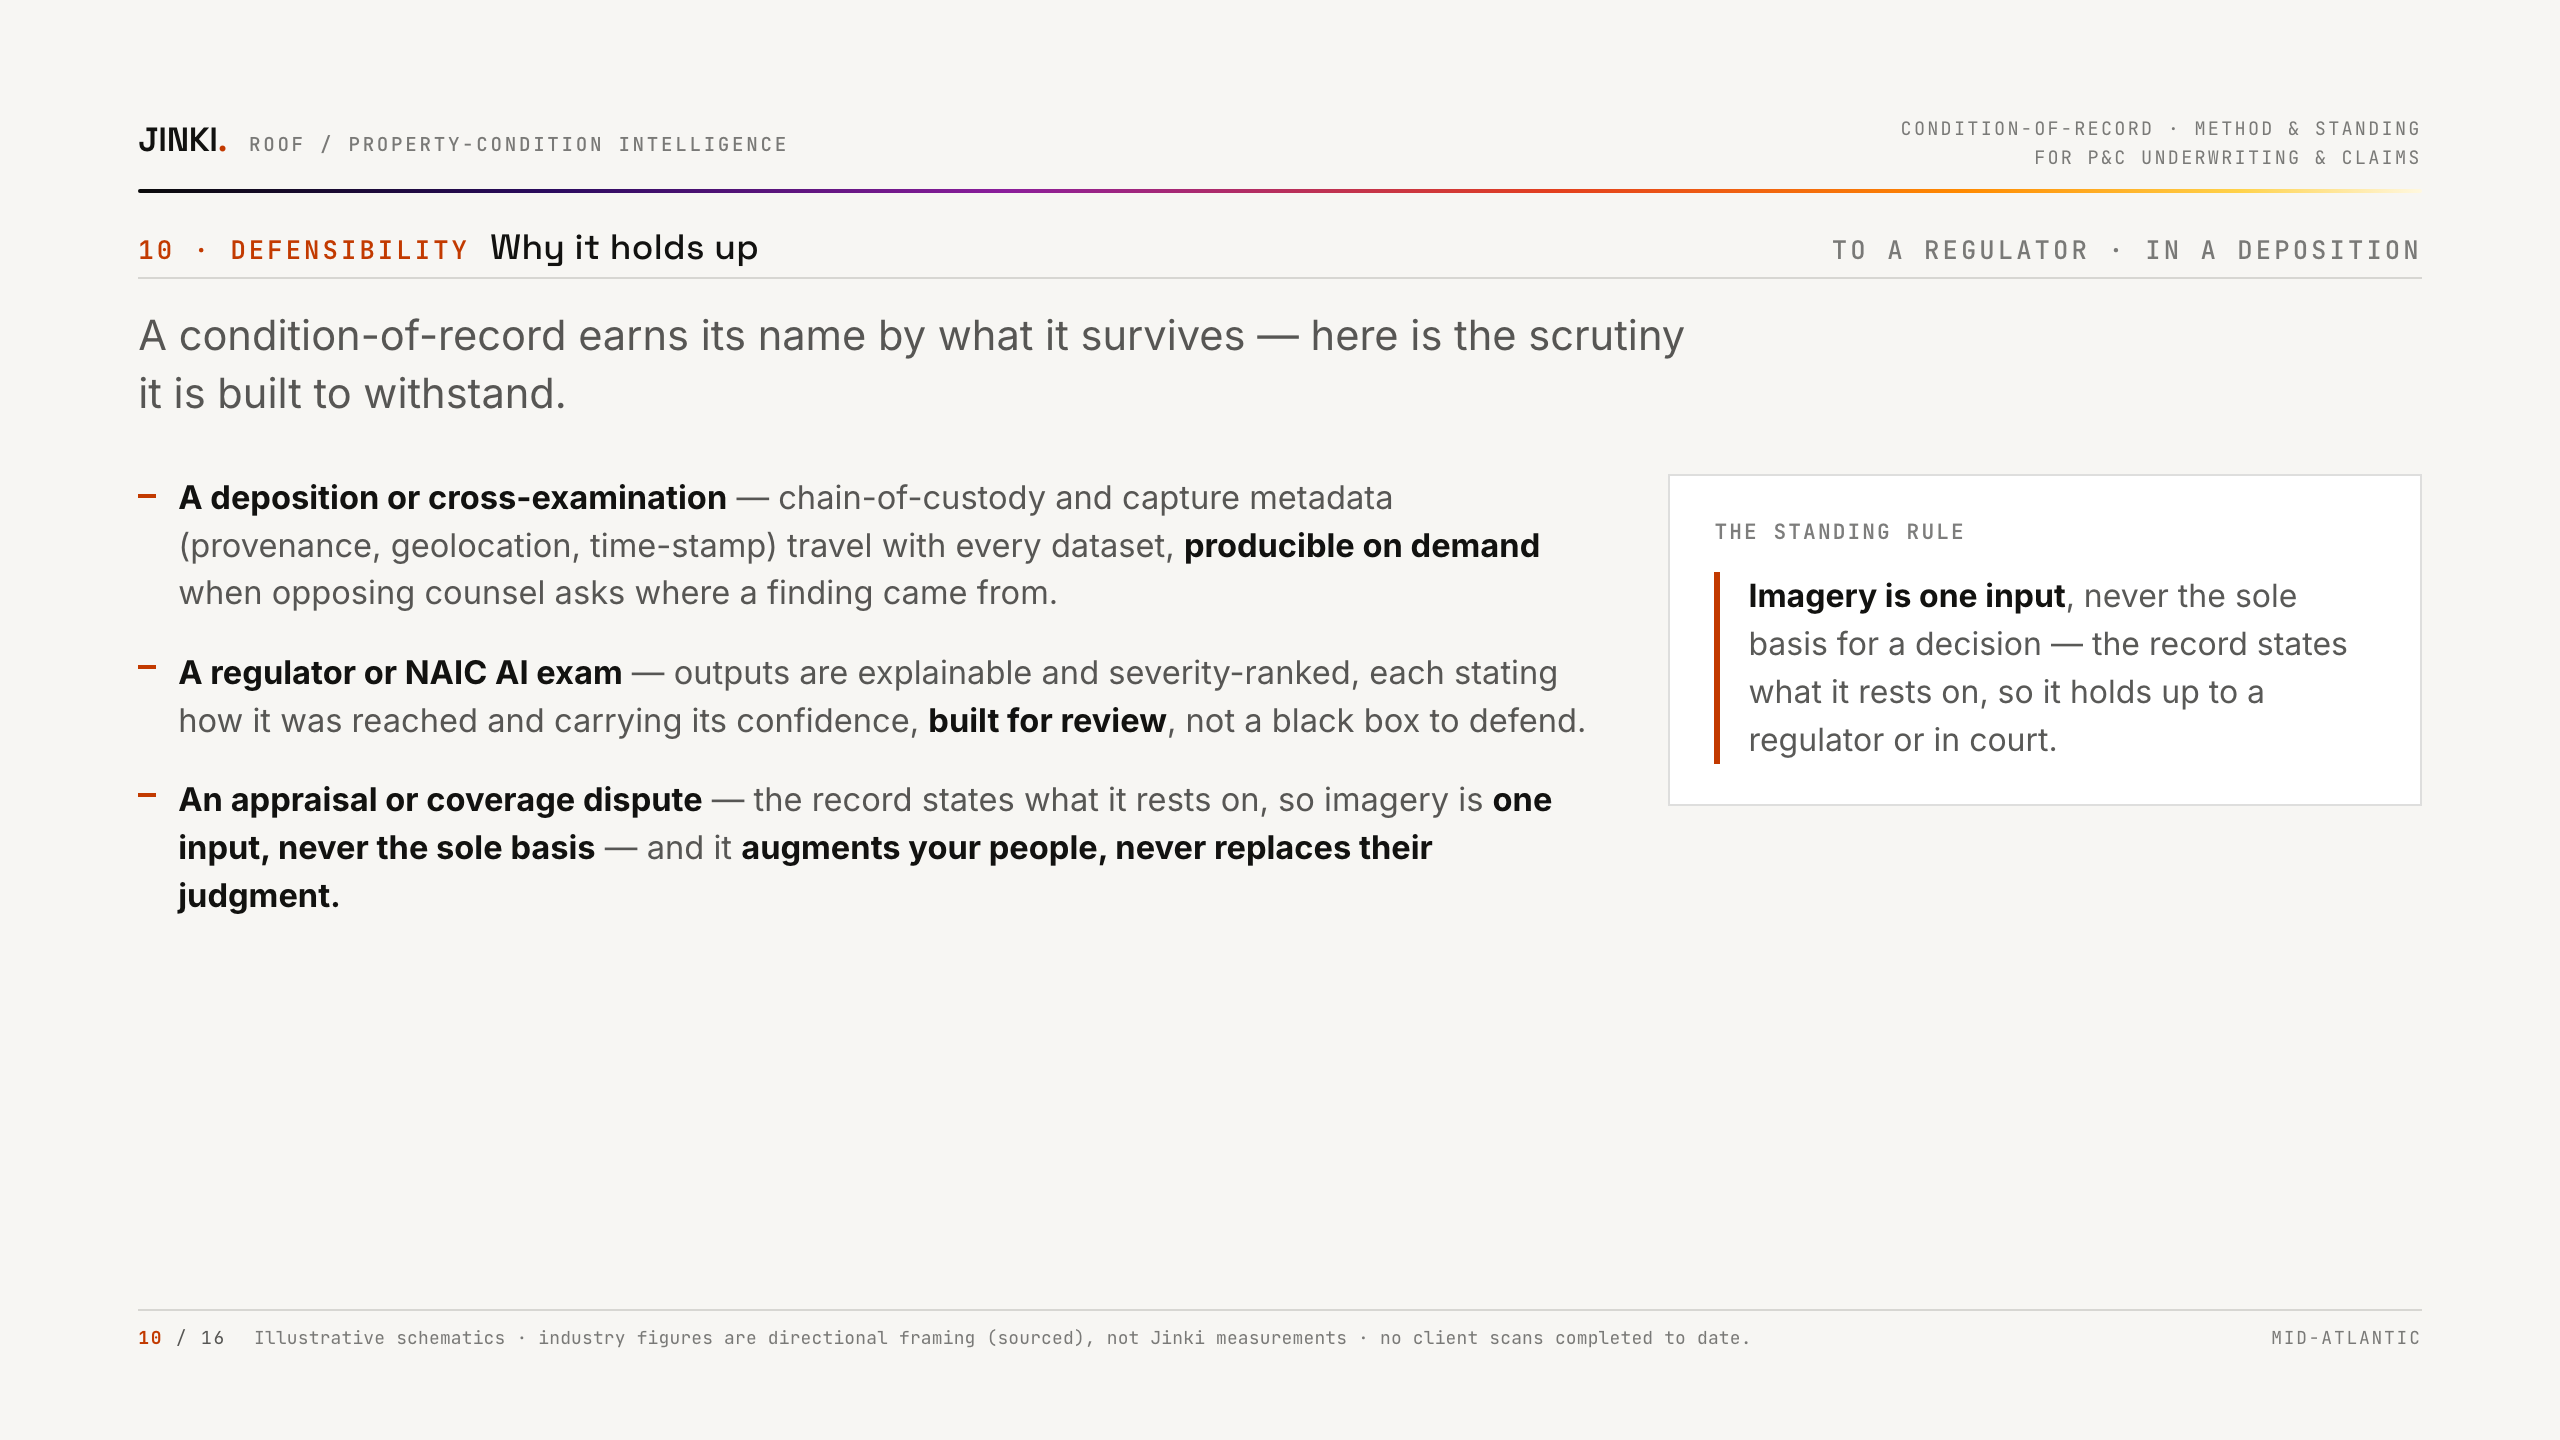 JINKI. ROOF / PROPERTY-CONDITION INTELLIGENCE
CONDITION-OF-RECORD · METHOD & STANDING
FOR P&C UNDERWRITING & CLAIMS
10 · DEFENSIBILITY Why it holds up
TO A REGULATOR · IN A DEPOSITION
A condition-of-record earns its name by what it survives — here is the scrutiny
it is built to withstand.
A deposition or cross-examination — chain-of-custody and capture metadata
(provenance, geolocation, time-stamp) travel with every dataset, producible on demand
when opposing counsel asks where a finding came from.
A regulator or NAIC AI exam — outputs are explainable and severity-ranked, each stating
how it was reached and carrying its confidence, built for review, not a black box to defend.
An appraisal or coverage dispute — the record states what it rests on, so imagery is one
input, never the sole basis — and it augments your people, never replaces their
judgment.
THE STANDING RULE
Imagery is one input, never the sole
basis for a decision — the record states
what it rests on, so it holds up to a
regulator or in court.
10 / 16 Illustrative schematics · industry figures are directional framing (sourced), not Jinki measurements · no client scans completed to date.
MID-ATLANTIC